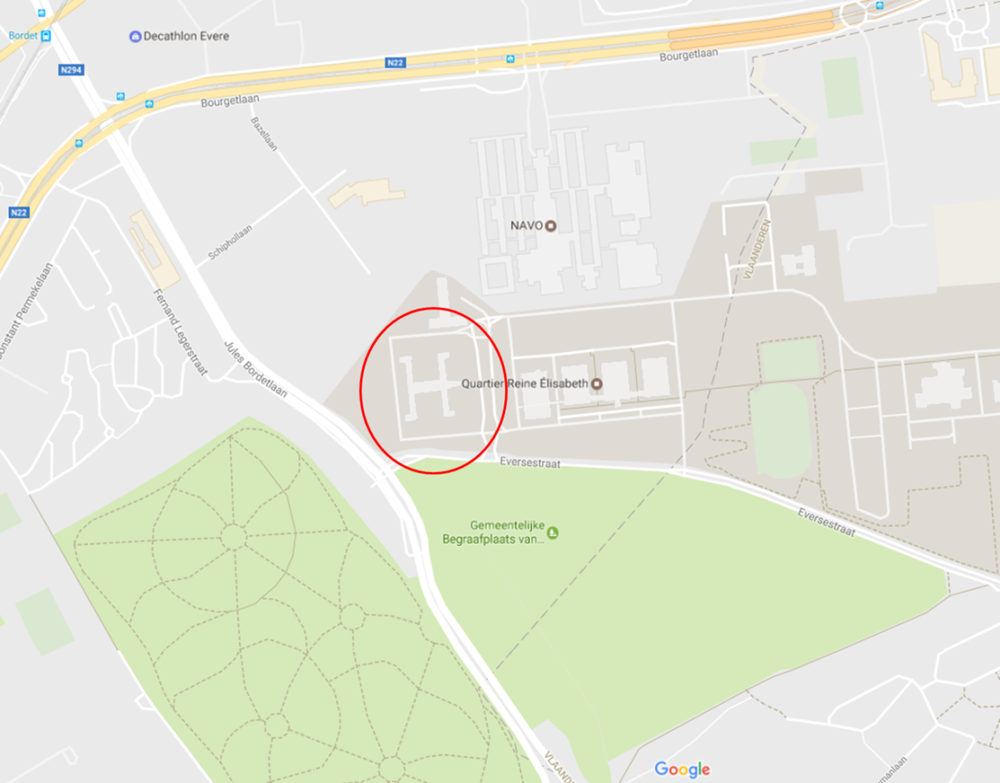 Bordet
Decathlon Evere
N294
N22
Bourgetlaan
Bourgetlaan
Bazellaan
N22
NAVO
VLAANDEREN
Schiphollaan
Constant Permekelaan
Fernand Legerstraat
Jules Bordetlaan
Quartier Reine Élisabeth
Eversestraat
Eversestraat
Gemeentelijke
Begraafplaats van...
Google